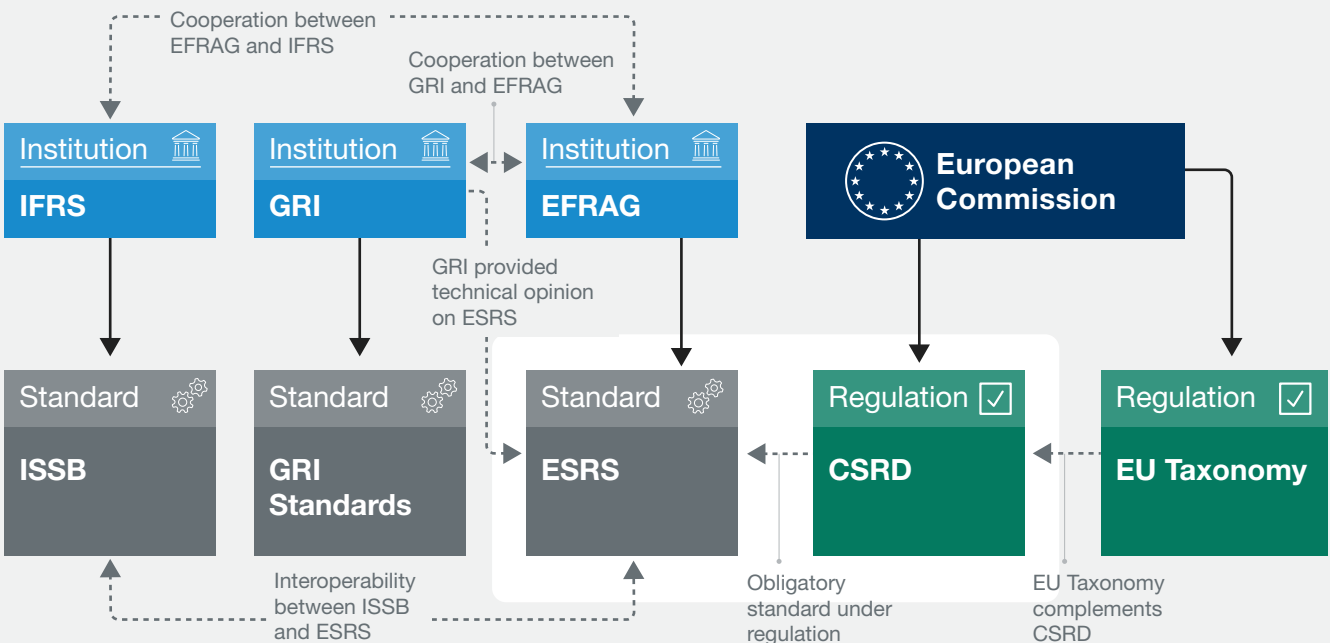 Cooperation between
EFRAG and IFRS
Cooperation between
GRI and EFRAG
Institution
IFRS
Institution
GRI
Institution
EFRAG
European
Commission
GRI provided
technical opinion
on ESRS
Standard
ISSB
Standard
GRI
Standards
Standard
ESRS
Regulation
CSRD
Regulation
EU Taxonomy
Interoperability
between ISSB
and ESRS
Obligatory
standard under
regulation
EU Taxonomy
complements
CSRD